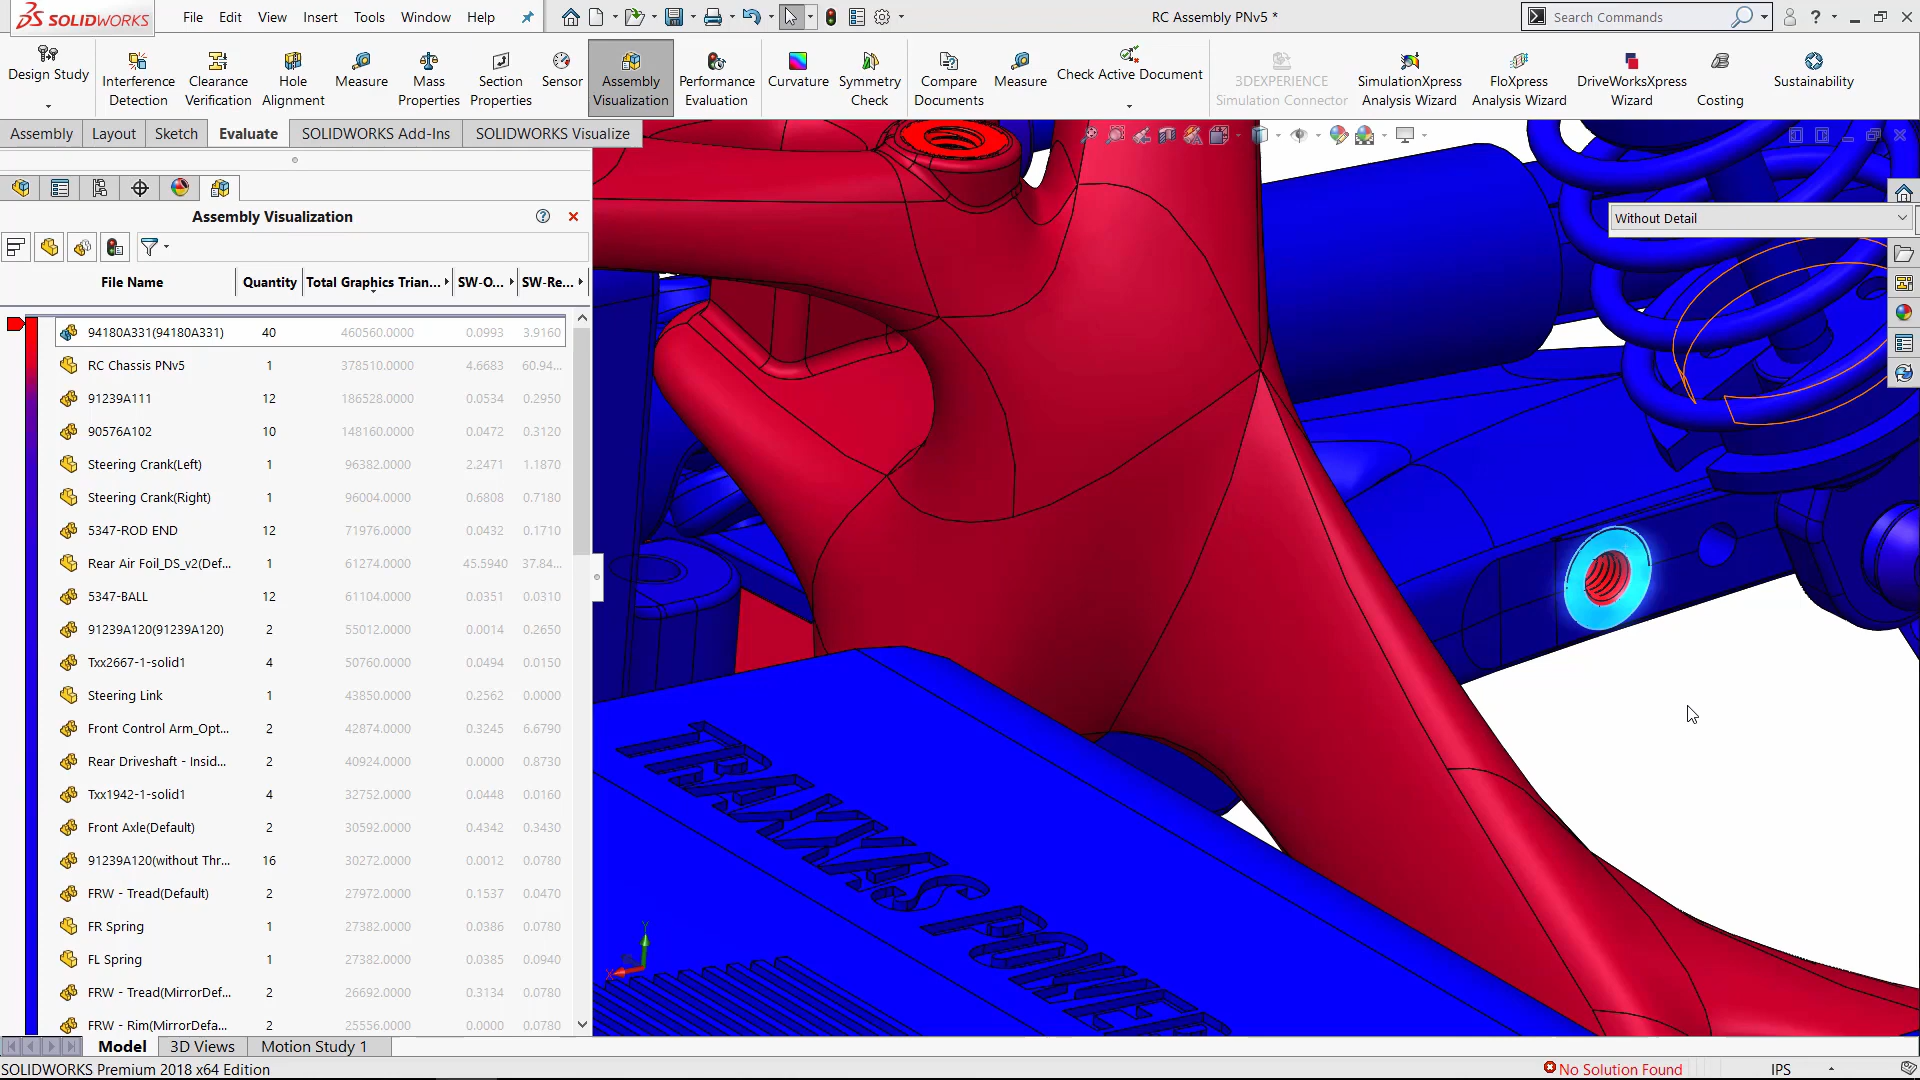 SOLIDWORKS
File Edit View Insert Tools Window Help
RC Assembly PNv5 *
Search Commands
Design Study
Interference Detection
Clearance Verification
Hole Alignment
Measure
Mass Properties
Section Properties
Sensor
Assembly Visualization
Performance Evaluation
Curvature
Symmetry Check
Compare Documents
Measure
Check Active Document
3DEXPERIENCE Simulation Connector
SimulationXpress Analysis Wizard
FloXpress Analysis Wizard
DriveWorksXpress Wizard
Costing
Sustainability
Assembly Layout Sketch Evaluate SOLIDWORKS Add-Ins SOLIDWORKS Visualize
Assembly Visualization
Without Detail
File Name Quantity Total Graphics Trian... SW-O... SW-Re...
94180A331(94180A331) 40 460560.0000 0.0993 3.9160
RC Chassis PNv5 1 378510.0000 4.6683 60.94...
91239A111 12 186528.0000 0.0534 0.2950
90576A102 10 148160.0000 0.0472 0.3120
Steering Crank(Left) 1 96382.0000 2.2471 1.1870
Steering Crank(Right) 1 96004.0000 0.6808 0.7180
5347-ROD END 12 71976.0000 0.0432 0.1710
Rear Air Foil_DS_v2(Def... 1 61274.0000 45.5940 37.84...
5347-BALL 12 61104.0000 0.0351 0.0310
91239A120(91239A120) 2 55012.0000 0.0014 0.2650
Txx2667-1-solid1 4 50760.0000 0.0494 0.0150
Steering Link 1 43850.0000 0.2562 0.0000
Front Control Arm_Opt... 2 42874.0000 0.3245 6.6790
Rear Driveshaft - Insid... 2 40924.0000 0.0000 0.8730
Txx1942-1-solid1 4 32752.0000 0.0448 0.0160
Front Axle(Default) 2 30592.0000 0.4342 0.3430
91239A120(without Thr... 16 30272.0000 0.0012 0.0780
FRW - Tread(Default) 2 27972.0000 0.1537 0.0470
FR Spring 1 27382.0000 0.0386 0.0780
FL Spring 1 27382.0000 0.0385 0.0940
FRW - Tread(MirrorDef... 2 26692.0000 0.3134 0.0780
FRW - Rim(MirrorDefa... 2 25556.0000 0.0000 0.0780
TRAXXAS POWER
Y
X
Model 3D Views Motion Study 1
SOLIDWORKS Premium 2018 x64 Edition
No Solution Found
IPS